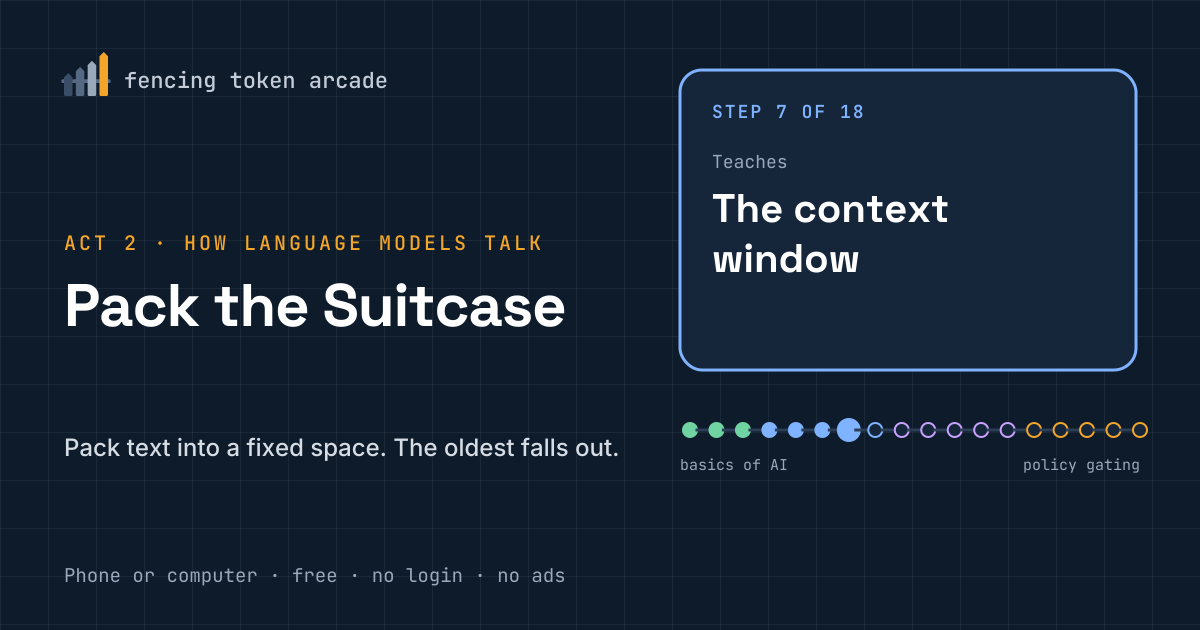 fencing token arcade
ACT 2 · HOW LANGUAGE MODELS TALK
Pack the Suitcase
Pack text into a fixed space. The oldest falls out.
Phone or computer · free · no login · no ads
STEP 7 OF 18
Teaches
The context
window
basics of AI
policy gating